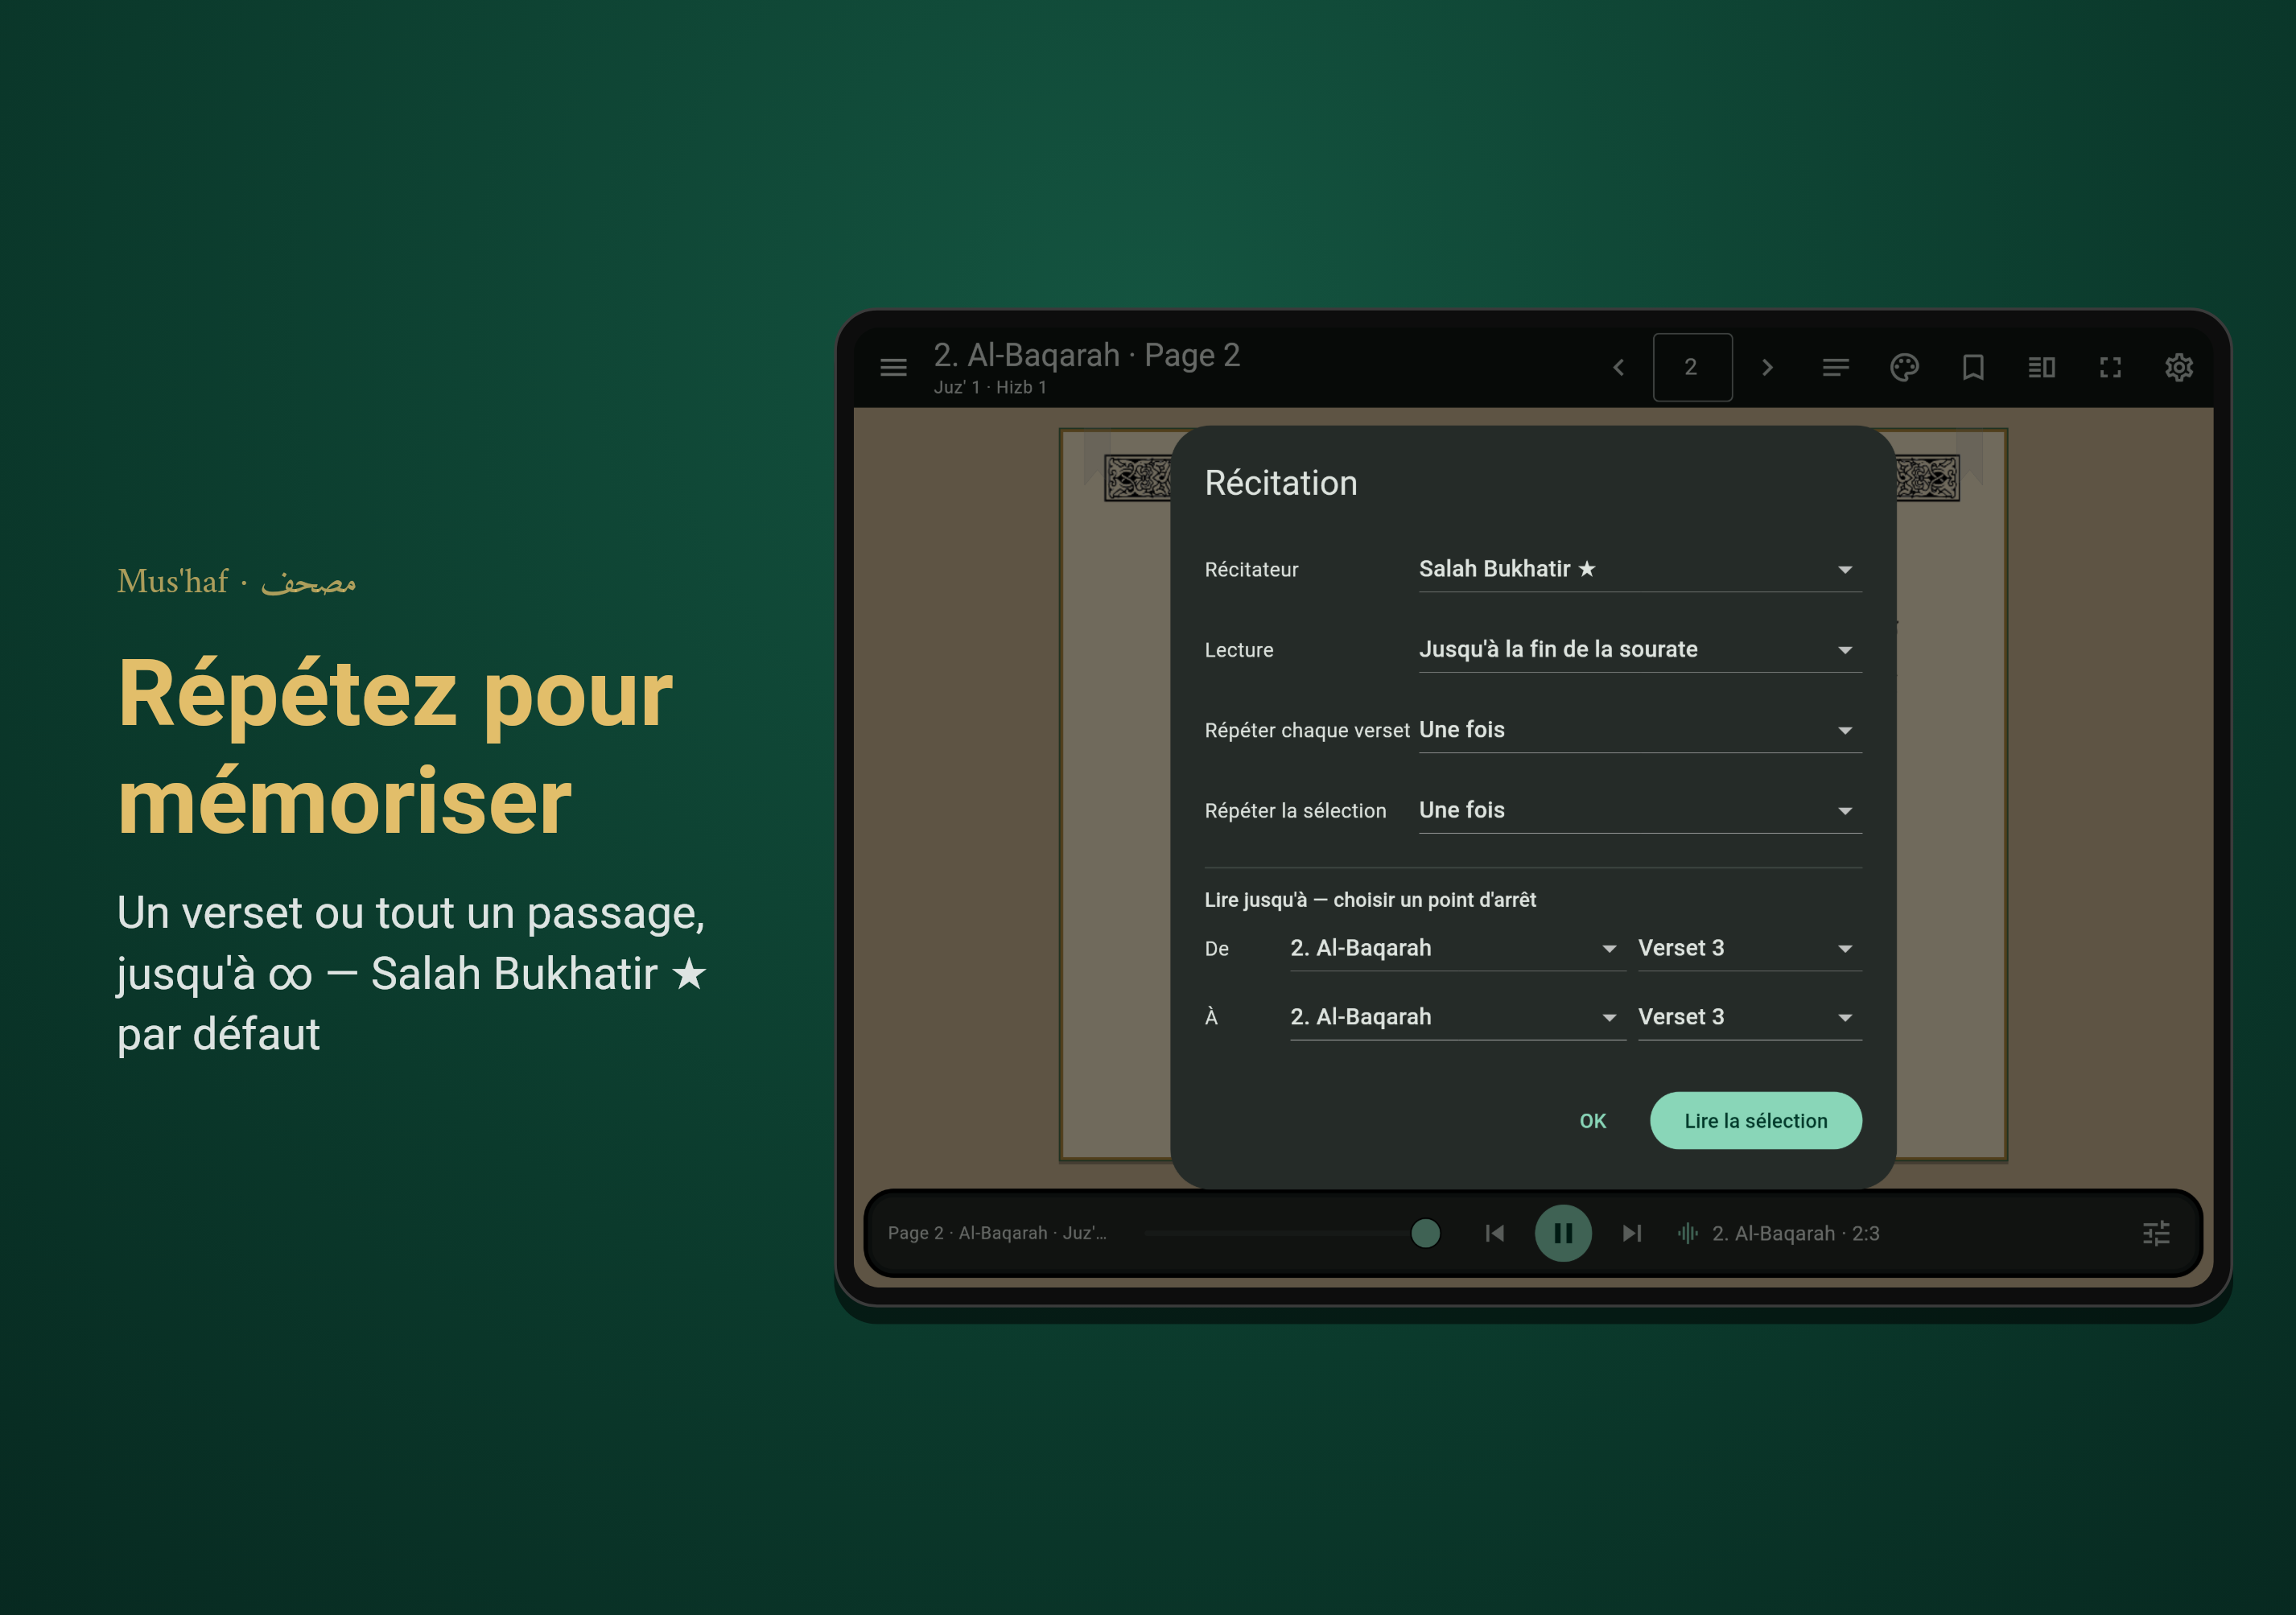 Mus'haf · مصحف
Répétez pour
mémoriser
Un verset ou tout un passage,
jusqu'à ∞ — Salah Bukhatir ★
par défaut
2. Al-Baqarah · Page 2
Juz' 1 · Hizb 1
2
Récitation
Récitateur Salah Bukhatir ★
Lecture Jusqu'à la fin de la sourate
Répéter chaque verset Une fois
Répéter la sélection Une fois
Lire jusqu'à — choisir un point d'arrêt
De 2. Al-Baqarah Verset 3
À 2. Al-Baqarah Verset 3
OK Lire la sélection
Page 2 · Al-Baqarah · Juz'... 2. Al-Baqarah · 2:3